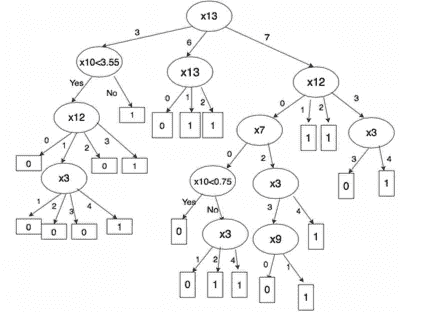 x13
3 6 7
x10<3.55 x13 x12
Yes No 0 1 2 0 1 2 3
x12 1 0 1 1 x7 1 1 x3
0 1 2 3 0 2 3 4
0 x3 0 1 x10<0.75 x3 0 1
1 2 3 4 Yes No 3 4
0 0 0 1 0 x3 x9 1
1 2 4 0 1
0 1 1 0 1